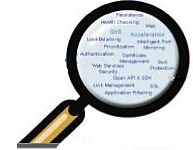 Persistence
Health Checking Web
QoS Acceleration
Load Balancing Intelligent Port
Prioritization Mirroring
Authentication Certificate
Management DoS
Web Services Protection
Security
Open API & SDK
Link Management SSL
Application Filtering